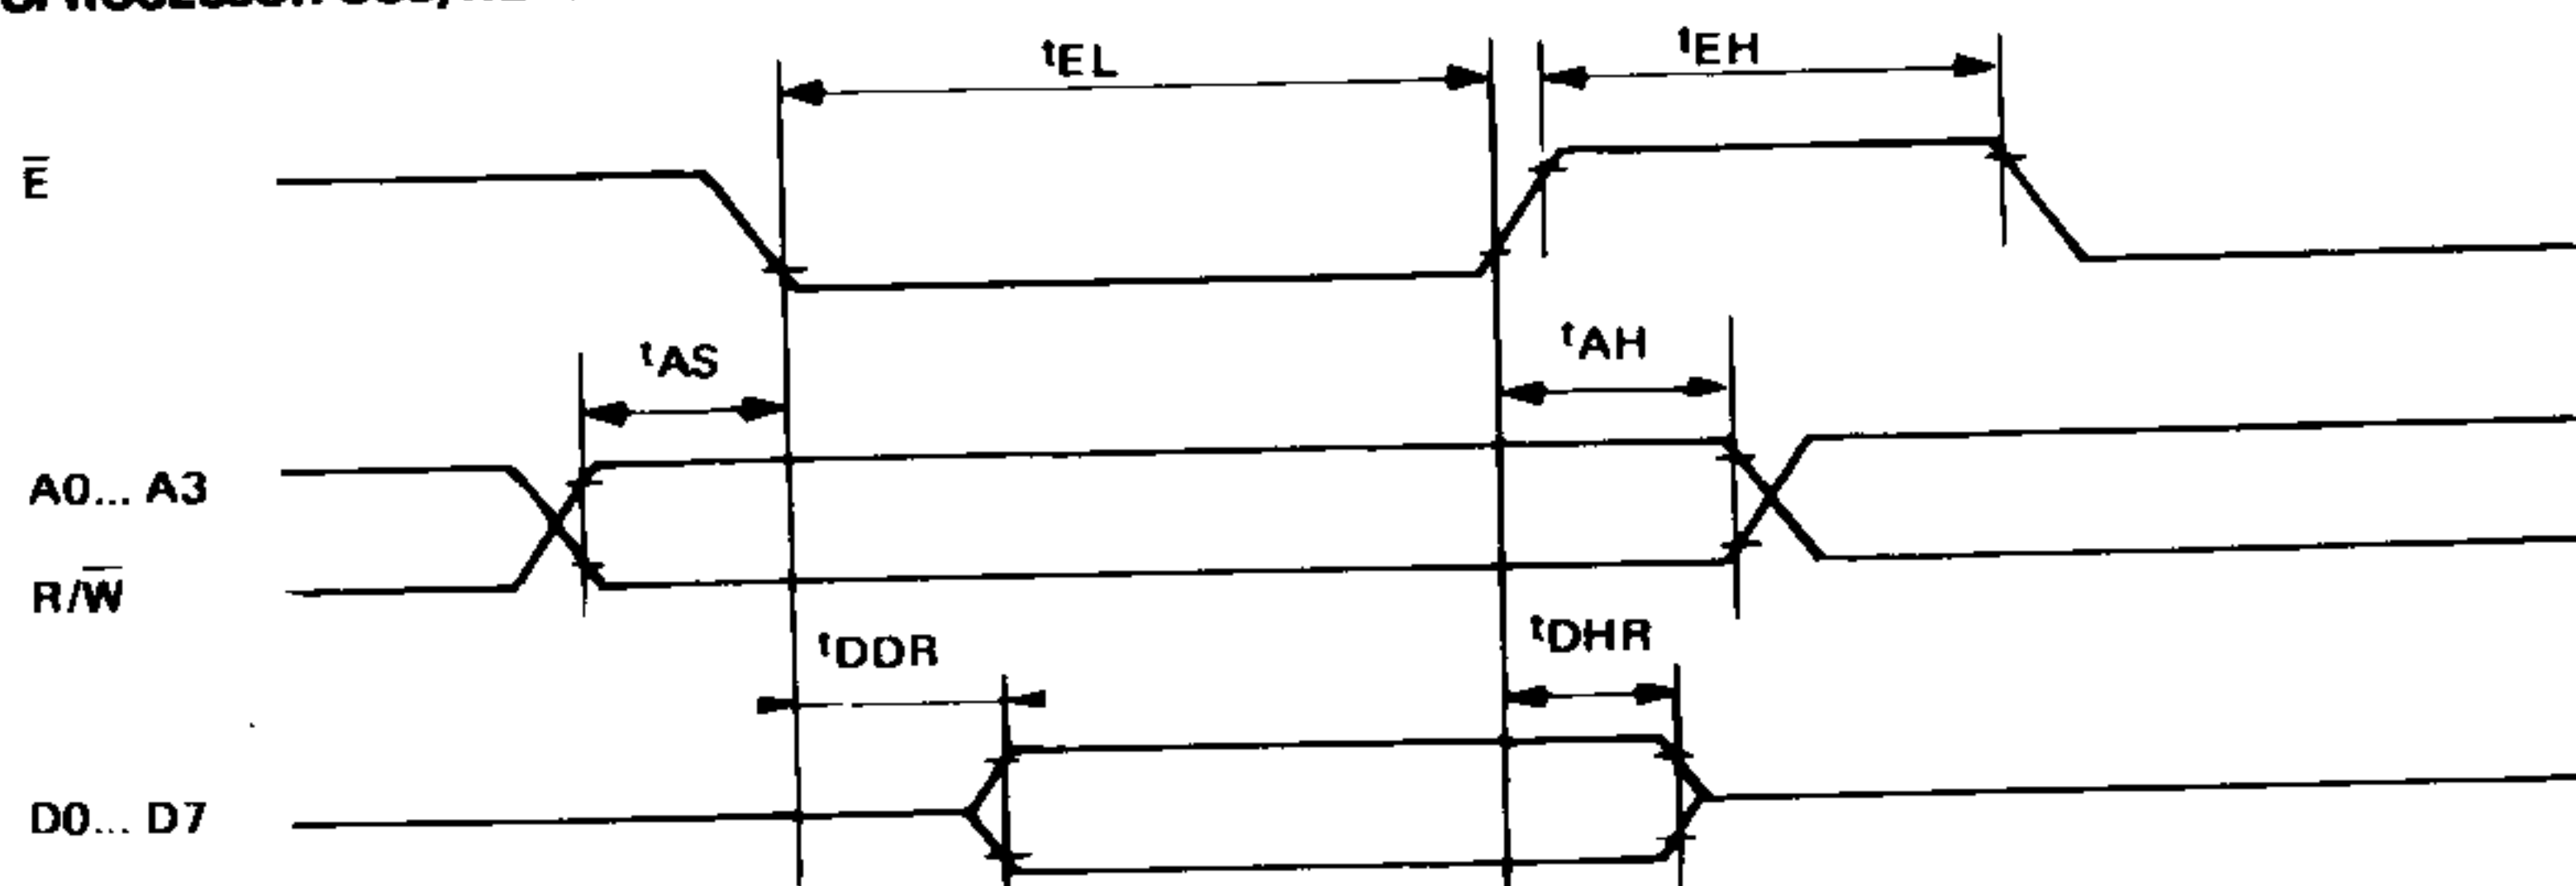 tEL
tEH
E̅
tAS
tAH
A0... A3
R/W̅
tDDR
tDHR
D0... D7